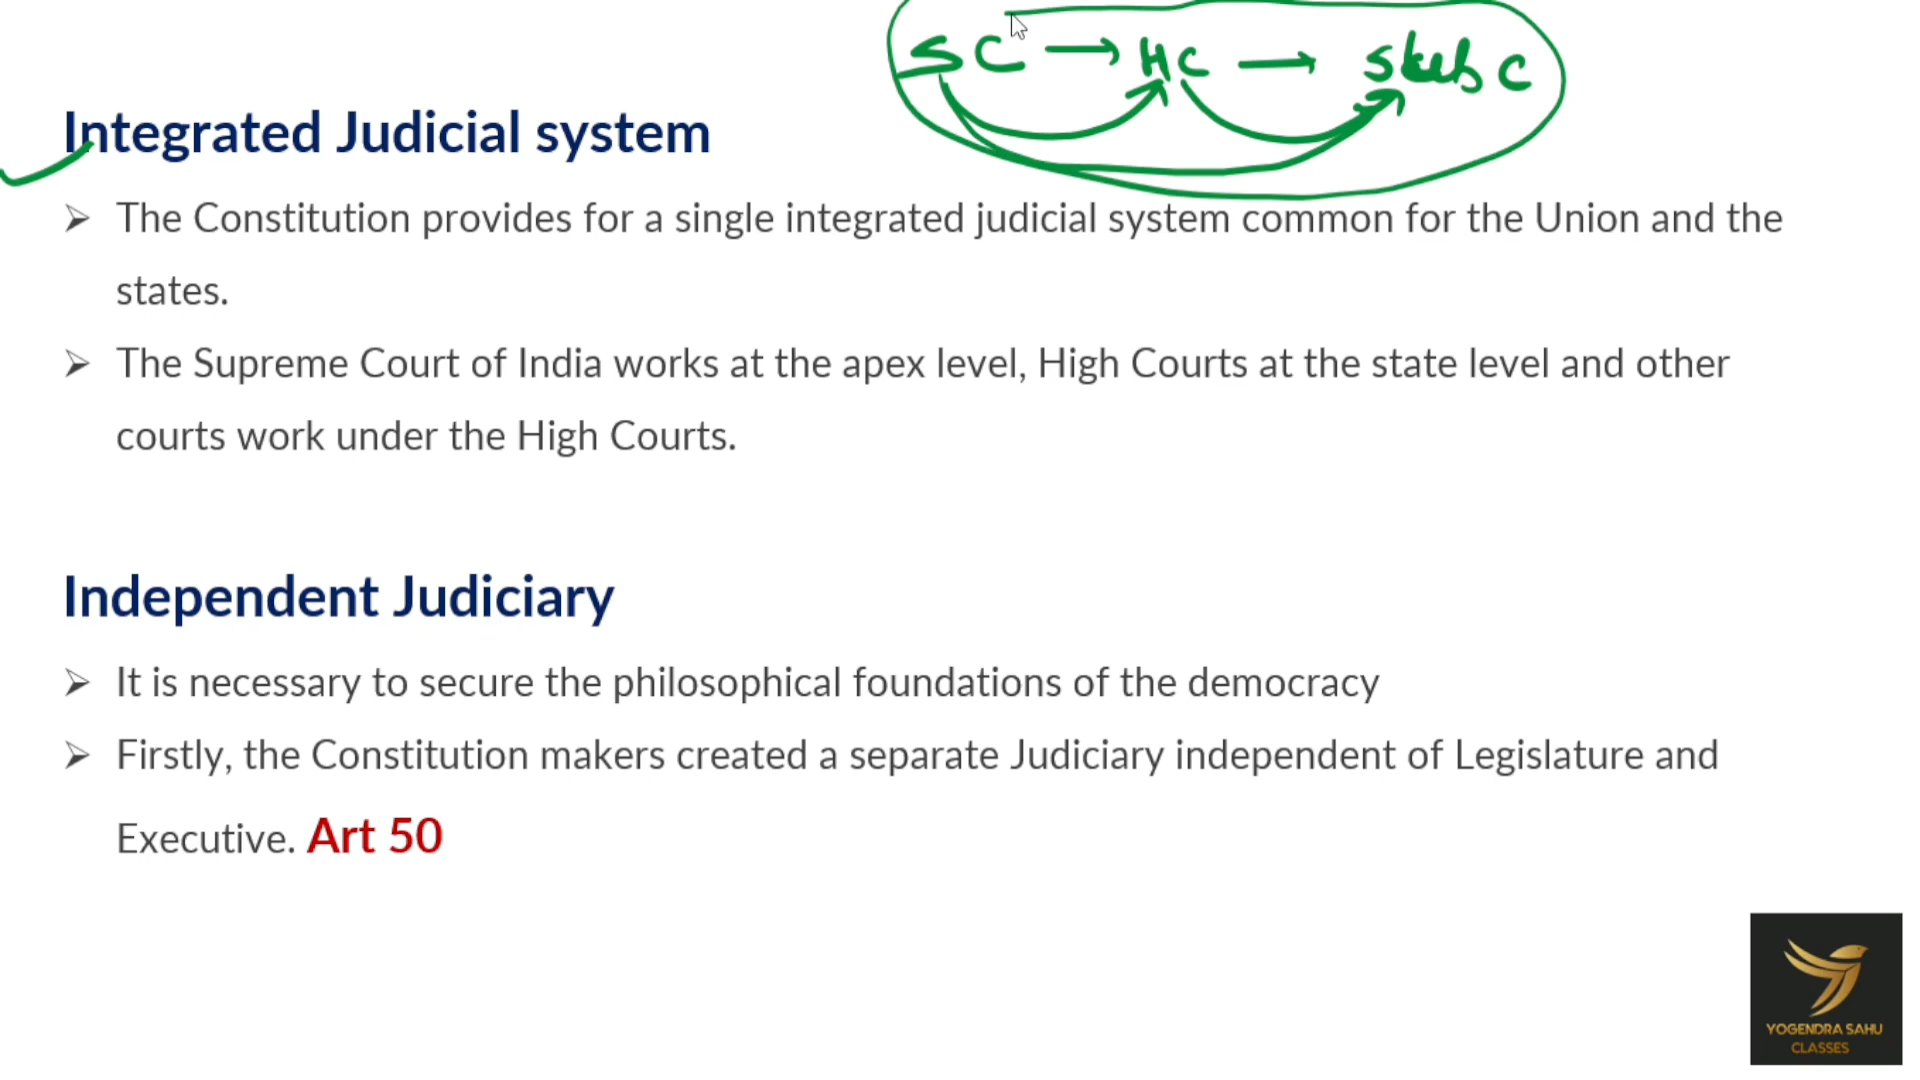 SC → HC → C
Integrated Judicial system
➢ The Constitution provides for a single integrated judicial system common for the Union and the
states.
➢ The Supreme Court of India works at the apex level, High Courts at the state level and other
courts work under the High Courts.
Independent Judiciary
➢ It is necessary to secure the philosophical foundations of the democracy
➢ Firstly, the Constitution makers created a separate Judiciary independent of Legislature and
Executive. Art 50
YOGENDRA SAHU
CLASSES